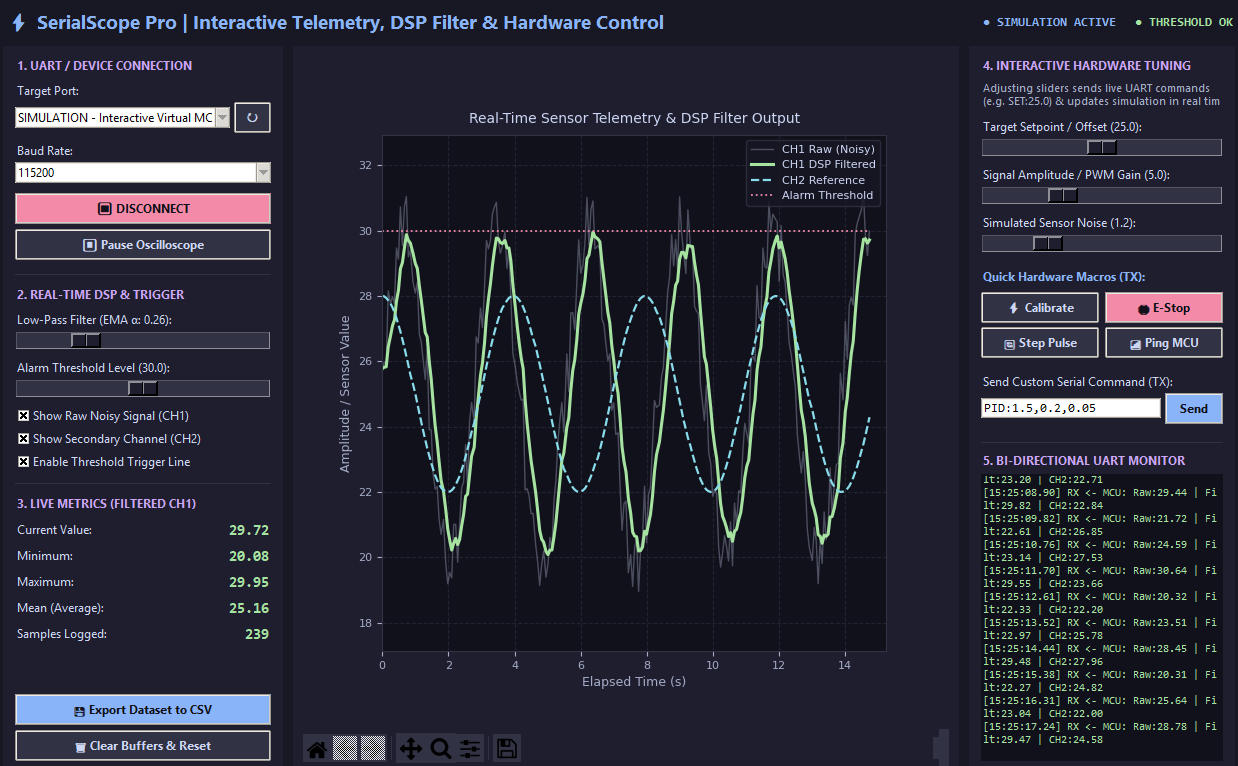 SerialScope Pro | Interactive Telemetry, DSP Filter & Hardware Control
● SIMULATION ACTIVE
● THRESHOLD OK
1. UART / DEVICE CONNECTION
Target Port:
SIMULATION - Interactive Virtual MC
↻
Baud Rate:
115200
DISCONNECT
Pause Oscilloscope
2. REAL-TIME DSP & TRIGGER
Low-Pass Filter (EMA α: 0.26):
Alarm Threshold Level (30.0):
Show Raw Noisy Signal (CH1)
Show Secondary Channel (CH2)
Enable Threshold Trigger Line
3. LIVE METRICS (FILTERED CH1)
Current Value: 29.72
Minimum: 20.08
Maximum: 29.95
Mean (Average): 25.16
Samples Logged: 239
Export Dataset to CSV
Clear Buffers & Reset
Real-Time Sensor Telemetry & DSP Filter Output
CH1 Raw (Noisy)
CH1 DSP Filtered
CH2 Reference
Alarm Threshold
Amplitude / Sensor Value
32
30
28
26
24
22
20
18
0 2 4 6 8 10 12 14
Elapsed Time (s)
4. INTERACTIVE HARDWARE TUNING
Adjusting sliders sends live UART commands
(e.g. SET:25.0) & updates simulation in real tim
Target Setpoint / Offset (25.0):
Signal Amplitude / PWM Gain (5.0):
Simulated Sensor Noise (1.2):
Quick Hardware Macros (TX):
Calibrate
E-Stop
Step Pulse
Ping MCU
Send Custom Serial Command (TX):
PID:1.5,0.2,0.05
Send
5. BI-DIRECTIONAL UART MONITOR
lt:23.20 | CH2:22.71
[15:25:08.90] RX <- MCU: Raw:29.44 | Fi
lt:29.82 | CH2:22.84
[15:25:09.82] RX <- MCU: Raw:21.72 | Fi
lt:22.61 | CH2:26.85
[15:25:10.76] RX <- MCU: Raw:24.59 | Fi
lt:23.14 | CH2:27.53
[15:25:11.70] RX <- MCU: Raw:30.64 | Fi
lt:29.55 | CH2:23.66
[15:25:12.61] RX <- MCU: Raw:20.32 | Fi
lt:22.33 | CH2:22.20
[15:25:13.52] RX <- MCU: Raw:23.51 | Fi
lt:22.97 | CH2:25.78
[15:25:14.44] RX <- MCU: Raw:28.45 | Fi
lt:29.48 | CH2:27.96
[15:25:15.38] RX <- MCU: Raw:20.31 | Fi
lt:22.27 | CH2:24.82
[15:25:16.31] RX <- MCU: Raw:25.64 | Fi
lt:23.04 | CH2:22.00
[15:25:17.24] RX <- MCU: Raw:28.78 | Fi
lt:29.47 | CH2:24.58